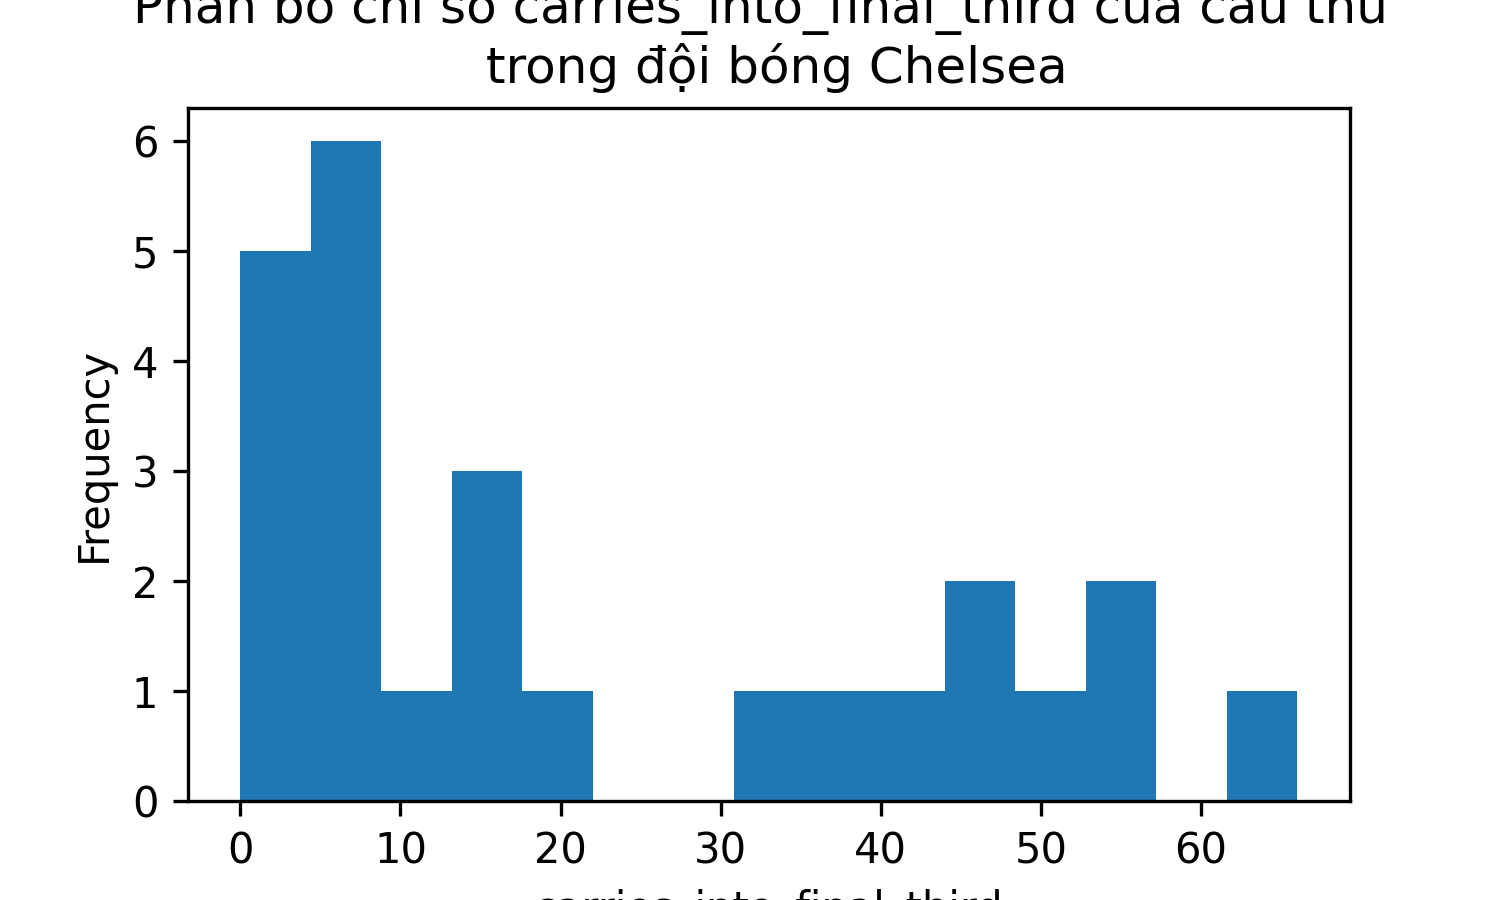 Phân bố chỉ số carries_into_final_third của cầu thủ
trong đội bóng Chelsea
6
5
4
3
2
1
0
Frequency
0 10 20 30 40 50 60
carries_into_final_third